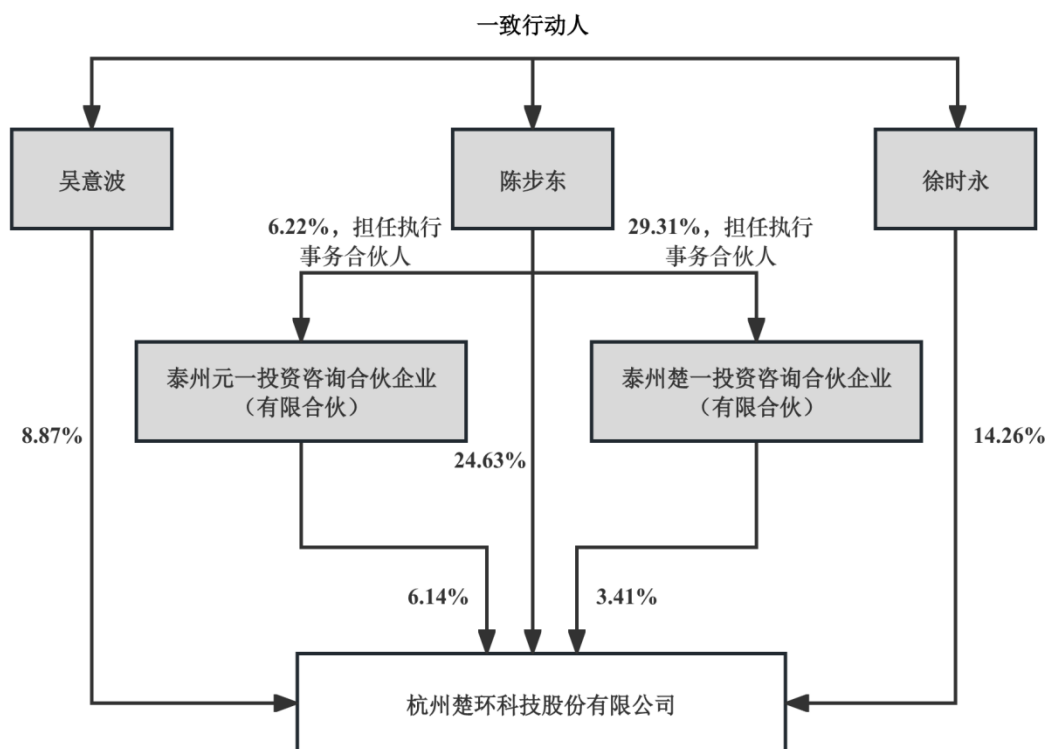 一致行动人
吴意波
陈步东
徐时永
6.22%，担任执行
事务合伙人
29.31%，担任执行
事务合伙人
泰州元一投资咨询合伙企业
（有限合伙）
泰州楚一投资咨询合伙企业
（有限合伙）
8.87%
24.63%
14.26%
6.14%
3.41%
杭州楚环科技股份有限公司